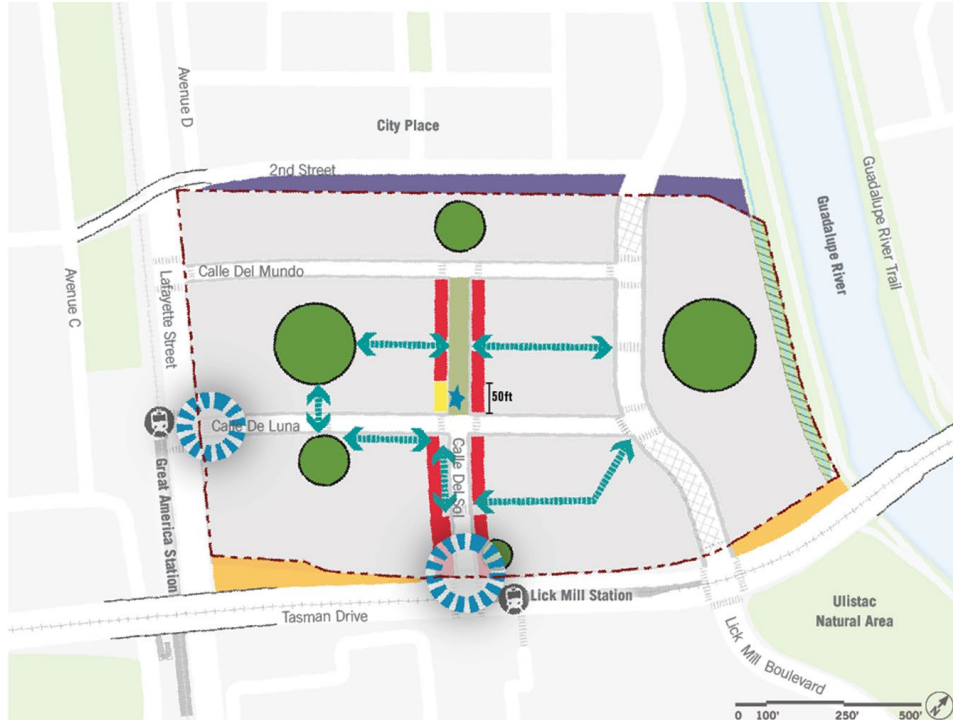 Avenue D
City Place
2nd Street
Guadalupe River Trail
Guadalupe River
Avenue C
Lafayette Street
Calle Del Mundo
50ft
Calle De Luna
Calle Del Sol
Great America Station
Lick Mill Station
Tasman Drive
Ulistac
Natural Area
Lick Mill Boulevard
0 100' 250' 500'
N